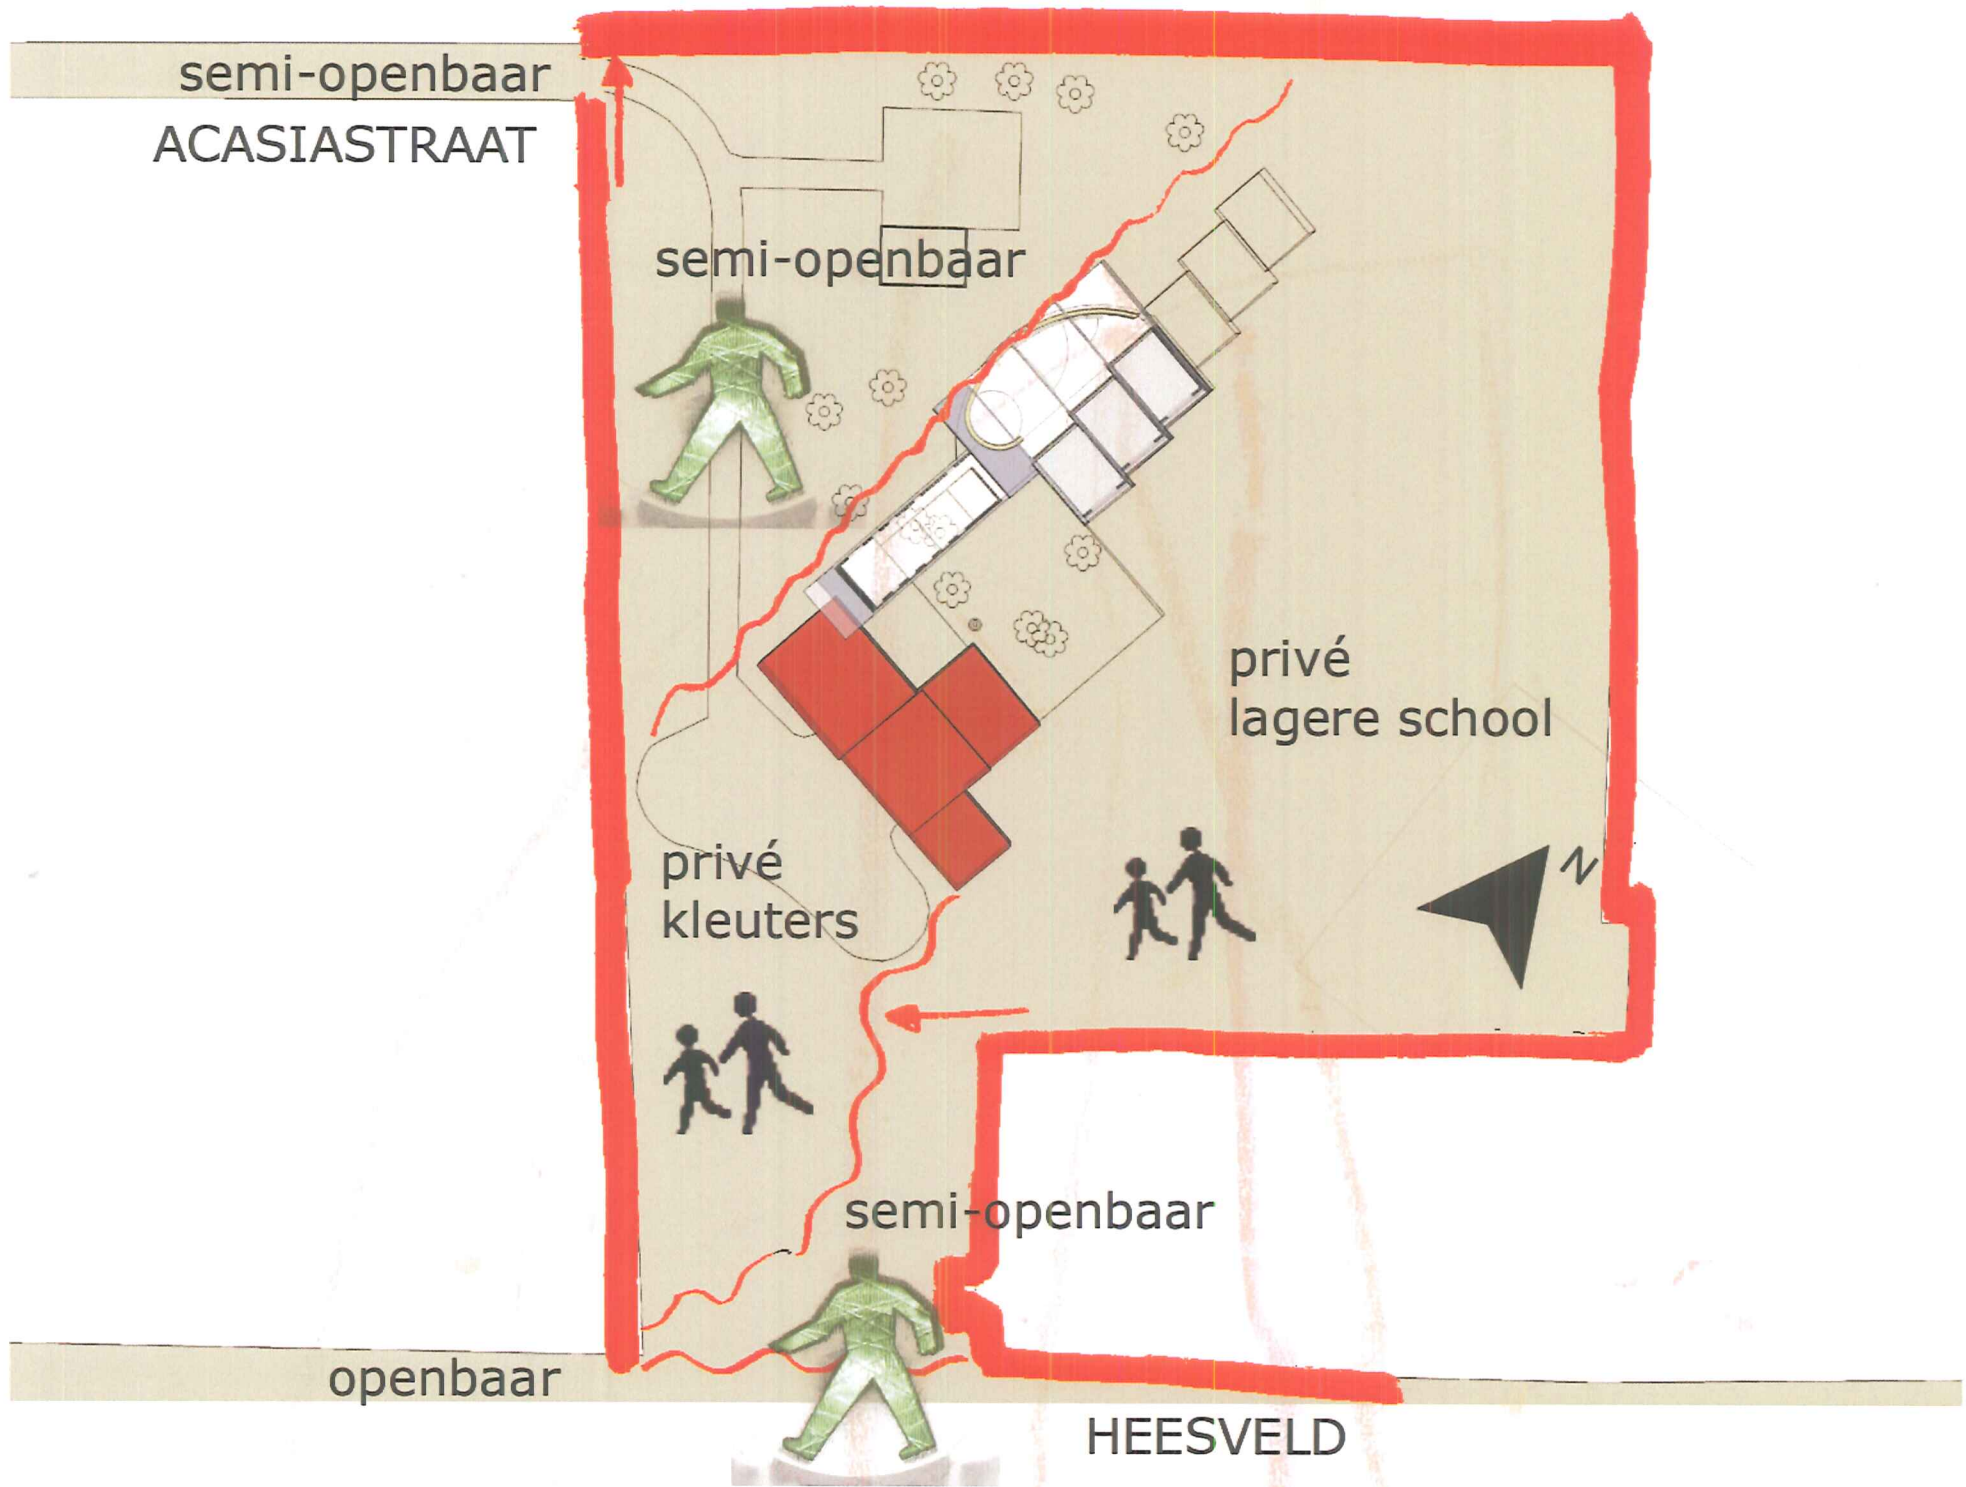 semi-openbaar
ACASIASTRAAT
semi-openbaar
privé
lagere school
N
privé
kleuters
semi-openbaar
openbaar
HEESVELD